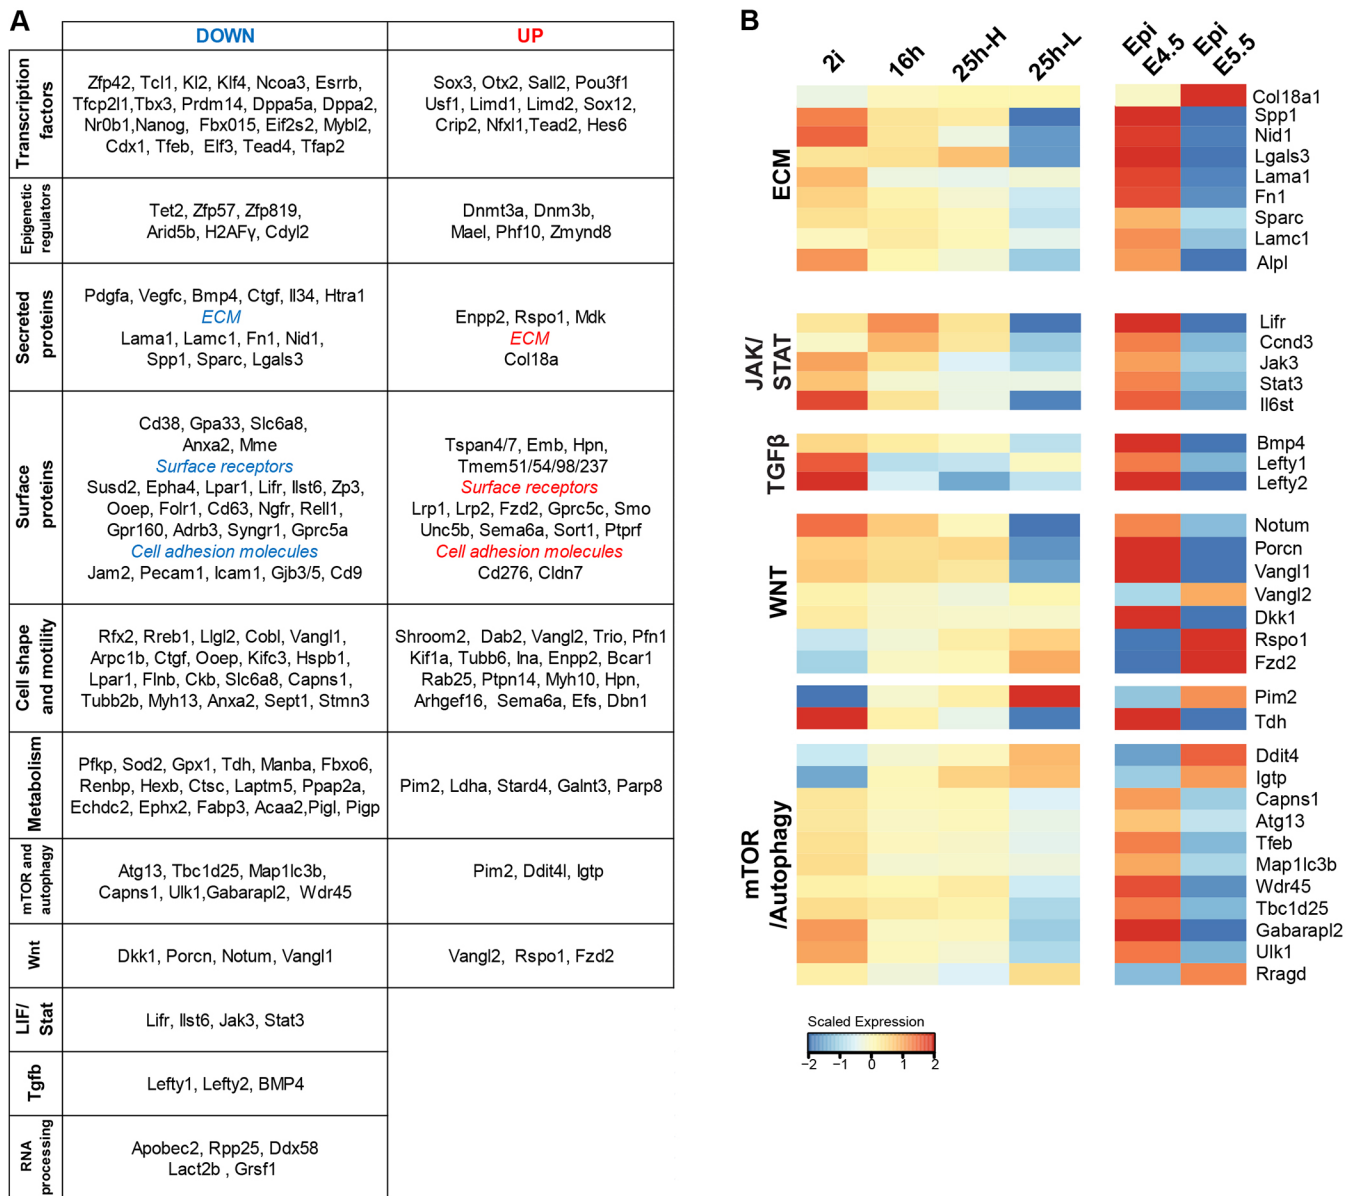 A
DOWN
UP
Transcription
factors
Zfp42, Tcl1, Kl2, Klf4, Ncoa3, Esrrb,
Tfcp2l1,Tbx3, Prdm14, Dppa5a, Dppa2,
Nr0b1,Nanog, Fbx015, Eif2s2, Mybl2,
Cdx1, Tfeb, Elf3, Tead4, Tfap2
Sox3, Otx2, Sall2, Pou3f1
Usf1, Limd1, Limd2, Sox12,
Crip2, Nfxl1,Tead2, Hes6
Epigenetic
regulators
Tet2, Zfp57, Zfp819,
Arid5b, H2AFγ, Cdyl2
Dnmt3a, Dnm3b,
Mael, Phf10, Zmynd8
Secreted
proteins
Pdgfa, Vegfc, Bmp4, Ctgf, Il34, Htra1
ECM
Lama1, Lamc1, Fn1, Nid1,
Spp1, Sparc, Lgals3
Enpp2, Rspo1, Mdk
ECM
Col18a
Surface
proteins
Cd38, Gpa33, Slc6a8,
Anxa2, Mme
Surface receptors
Susd2, Epha4, Lpar1, Lifr, Ilst6, Zp3,
Ooep, Folr1, Cd63, Ngfr, Rell1,
Gpr160, Adrb3, Syngr1, Gprc5a
Cell adhesion molecules
Jam2, Pecam1, Icam1, Gjb3/5, Cd9
Tspan4/7, Emb, Hpn,
Tmem51/54/98/237
Surface receptors
Lrp1, Lrp2, Fzd2, Gprc5c, Smo
Unc5b, Sema6a, Sort1, Ptprf
Cell adhesion molecules
Cd276, Cldn7
Cell shape
and motility
Rfx2, Rreb1, Llgl2, Cobl, Vangl1,
Arpc1b, Ctgf, Ooep, Kifc3, Hspb1,
Lpar1, Flnb, Ckb, Slc6a8, Capns1,
Tubb2b, Myh13, Anxa2, Sept1, Stmn3
Shroom2, Dab2, Vangl2, Trio, Pfn1
Kif1a, Tubb6, Ina, Enpp2, Bcar1
Rab25, Ptpn14, Myh10, Hpn,
Arhgef16, Sema6a, Efs, Dbn1
Metabolism
Pfkp, Sod2, Gpx1, Tdh, Manba, Fbxo6,
Renbp, Hexb, Ctsc, Laptm5, Ppap2a,
Echdc2, Ephx2, Fabp3, Acaa2,Pigl, Pigp
Pim2, Ldha, Stard4, Galnt3, Parp8
mTOR and
autophagy
Atg13, Tbc1d25, Map1lc3b,
Capns1, Ulk1,Gabarapl2, Wdr45
Pim2, Ddit4l, Igtp
Wnt
Dkk1, Porcn, Notum, Vangl1
Vangl2, Rspo1, Fzd2
LIF/
Stat
Lifr, Ilst6, Jak3, Stat3
Tgfb
Lefty1, Lefty2, BMP4
RNA
processing
Apobec2, Rpp25, Ddx58
Lact2b , Grsf1
B
2i
16h
25h-H
25h-L
Epi
E4.5
Epi
E5.5
ECM
Col18a1
Spp1
Nid1
Lgals3
Lama1
Fn1
Sparc
Lamc1
Alpl
JAK/
STAT
Lifr
Ccnd3
Jak3
Stat3
Il6st
TGFβ
Bmp4
Lefty1
Lefty2
WNT
Notum
Porcn
Vangl1
Vangl2
Dkk1
Rspo1
Fzd2
Pim2
Tdh
mTOR
/Autophagy
Ddit4
Igtp
Capns1
Atg13
Tfeb
Map1lc3b
Wdr45
Tbc1d25
Gabarapl2
Ulk1
Rragd
Scaled Expression
−2 −1 0 1 2